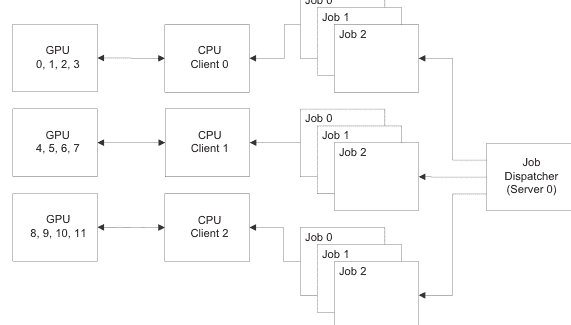 GPU
0, 1, 2, 3
CPU
Client 0
Job 0
Job 1
Job 2
GPU
4, 5, 6, 7
CPU
Client 1
Job 0
Job 1
Job 2
Job
Dispatcher
(Server 0)
GPU
8, 9, 10, 11
CPU
Client 2
Job 0
Job 1
Job 2